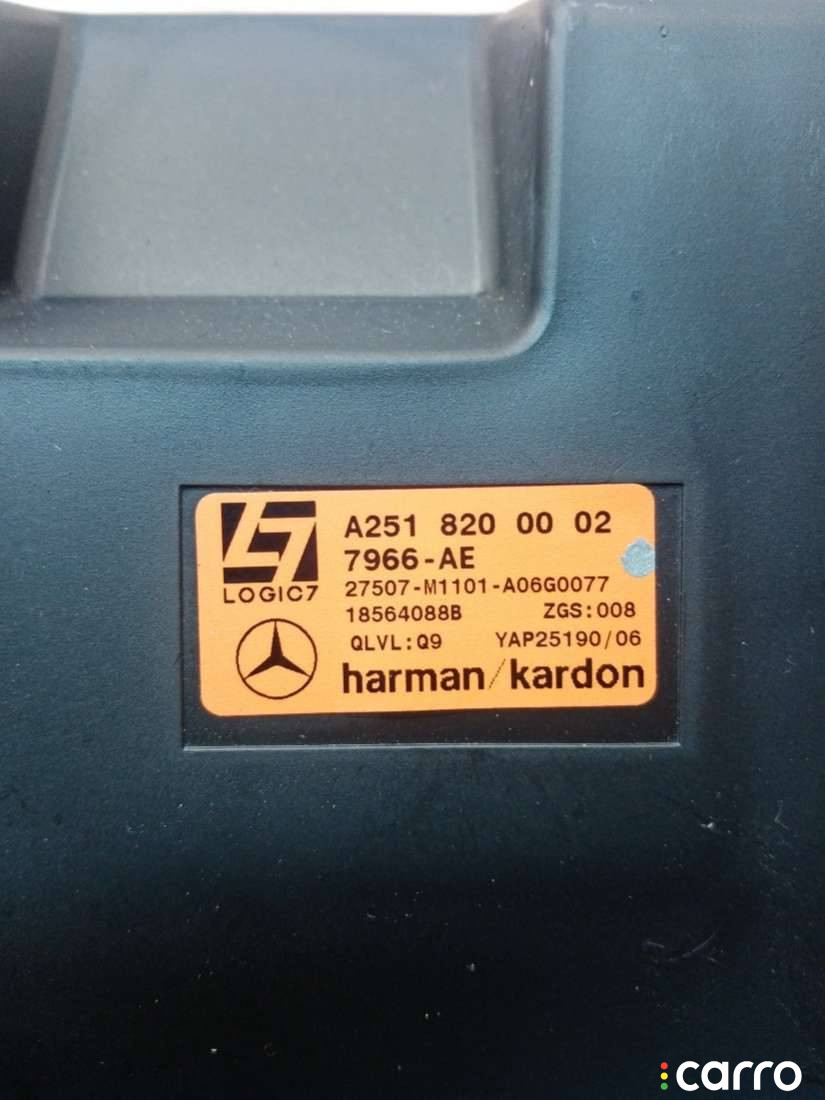 LOGIC7
A251 820 00 02
7966-AE
27507-M1101-A06G0077
18564088B ZGS:008
QLVL:Q9 YAP25190/06
harman/kardon
carro